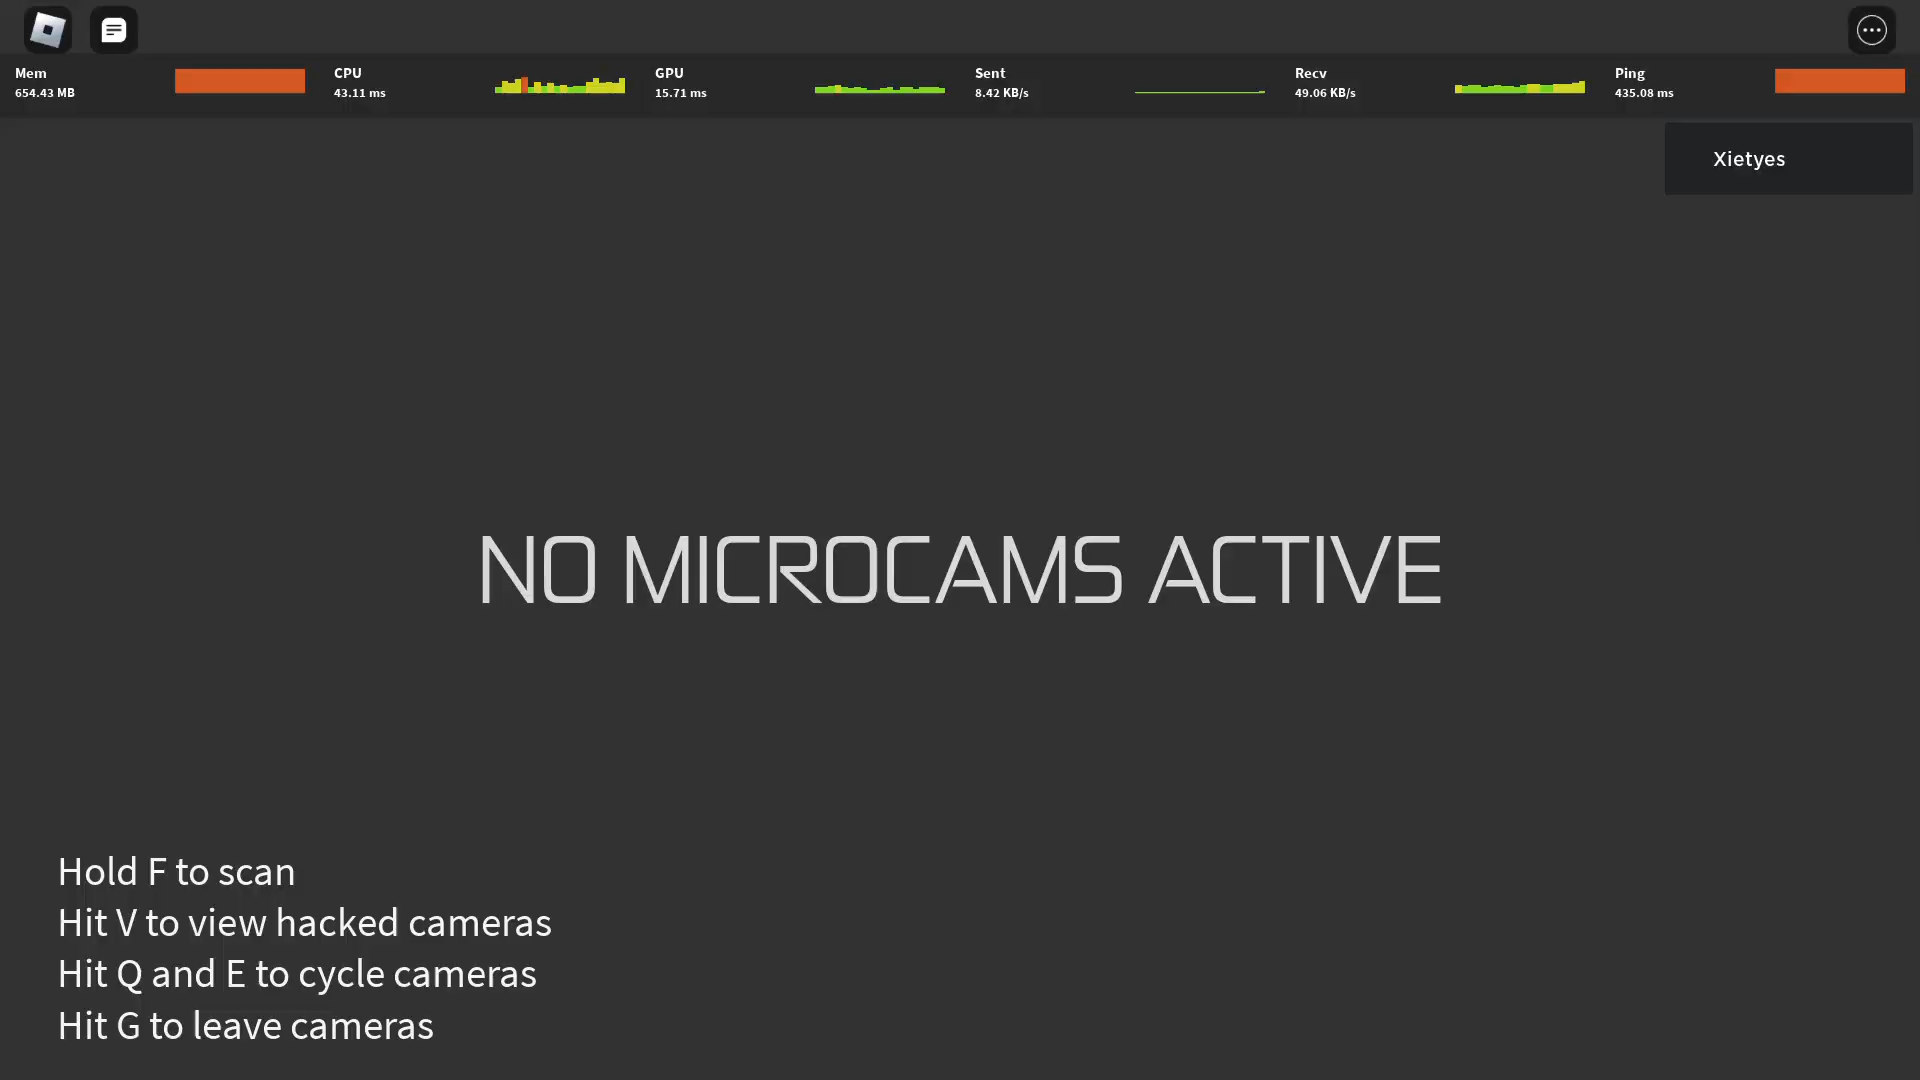 Mem
654.43 MB
CPU
43.11 ms
GPU
15.71 ms
Sent
8.42 KB/s
Recv
49.06 KB/s
Ping
435.08 ms
Xietyes
NO MICROCAMS ACTIVE
Hold F to scan
Hit V to view hacked cameras
Hit Q and E to cycle cameras
Hit G to leave cameras